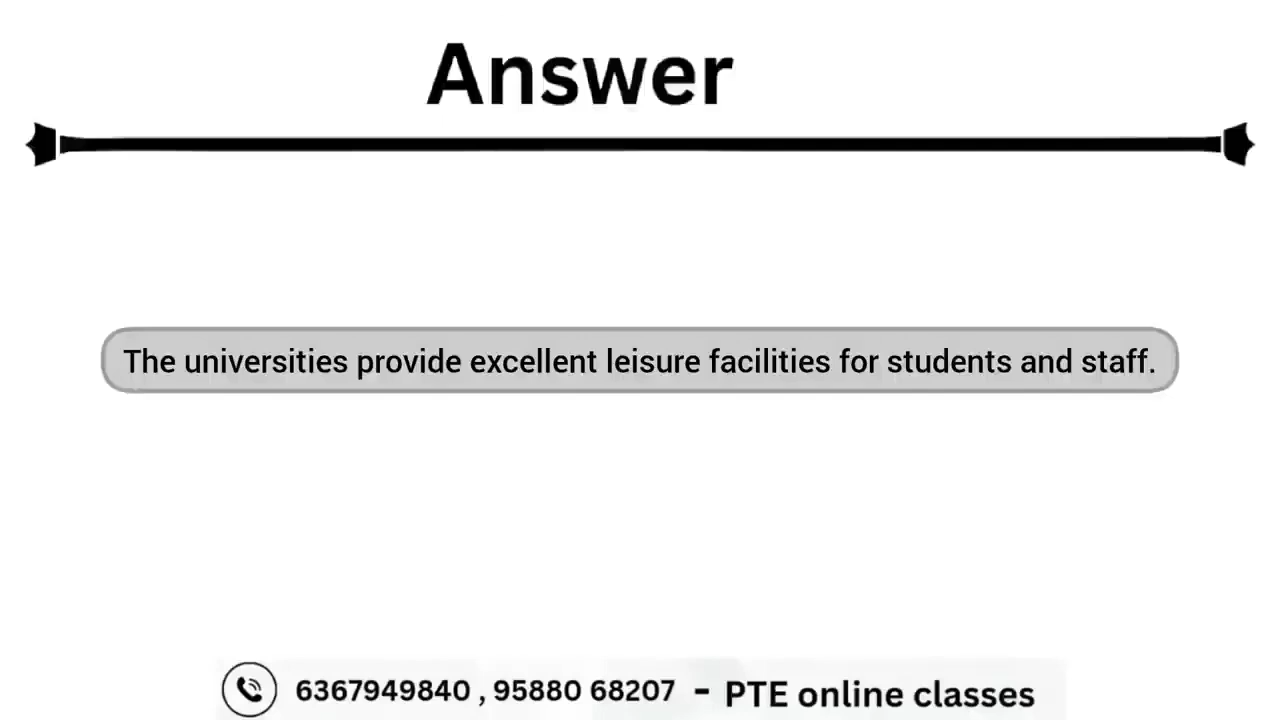 Answer
The universities provide excellent leisure facilities for students and staff.
6367949840 , 95880 68207 - PTE online classes